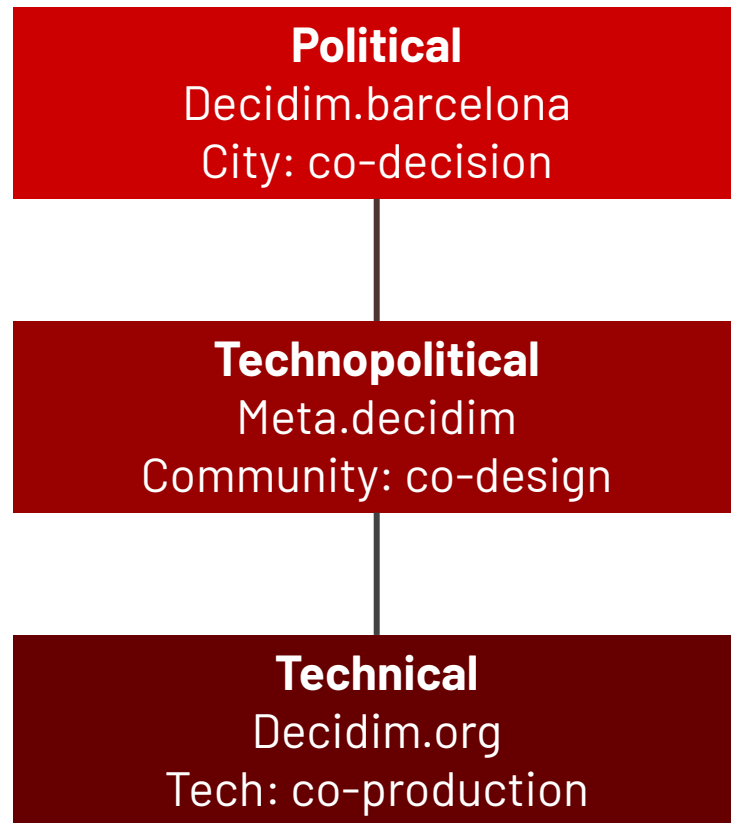 Political
Decidim.barcelona
City: co-decision
Technopolitical
Meta.decidim
Community: co-design
Technical
Decidim.org
Tech: co-production